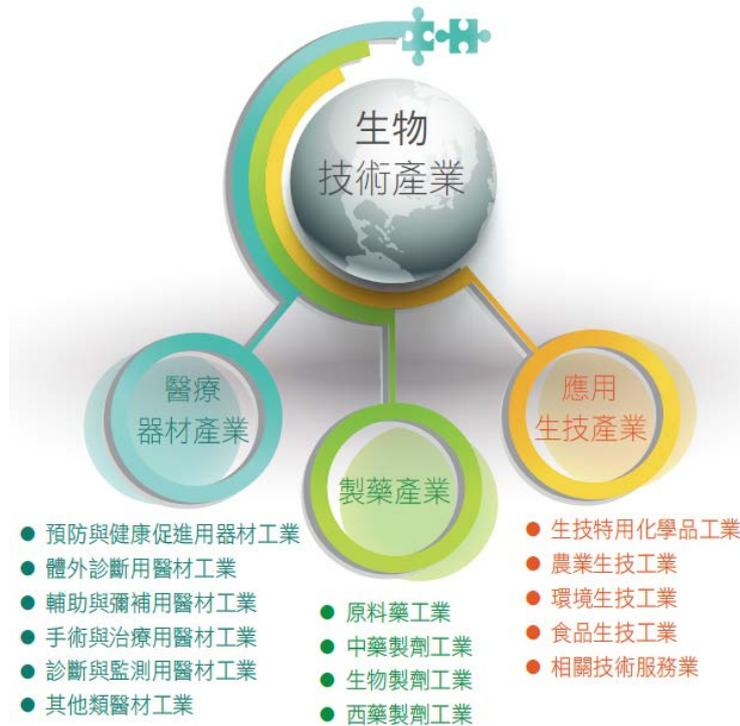 生物
技術產業
醫療
器材產業
製藥產業
應用
生技產業
預防與健康促進用器材工業
體外診斷用醫材工業
輔助與彌補用醫材工業
手術與治療用醫材工業
診斷與監測用醫材工業
其他類醫材工業
原料藥工業
中藥製劑工業
生物製劑工業
西藥製劑工業
生技特用化學品工業
農業生技工業
環境生技工業
食品生技工業
相關技術服務業